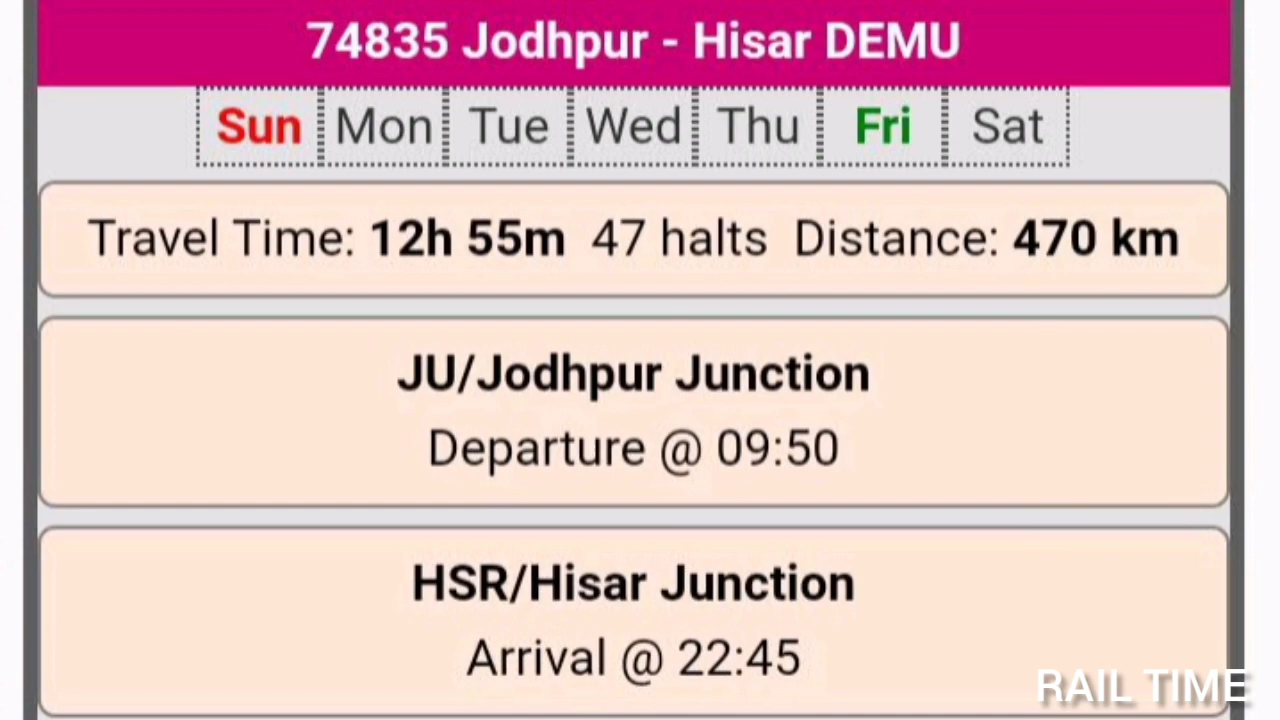 74835 Jodhpur - Hisar DEMU
Sun Mon Tue Wed Thu Fri Sat
Travel Time: 12h 55m 47 halts Distance: 470 km
JU/Jodhpur Junction
Departure @ 09:50
HSR/Hisar Junction
Arrival @ 22:45
RAIL TIME